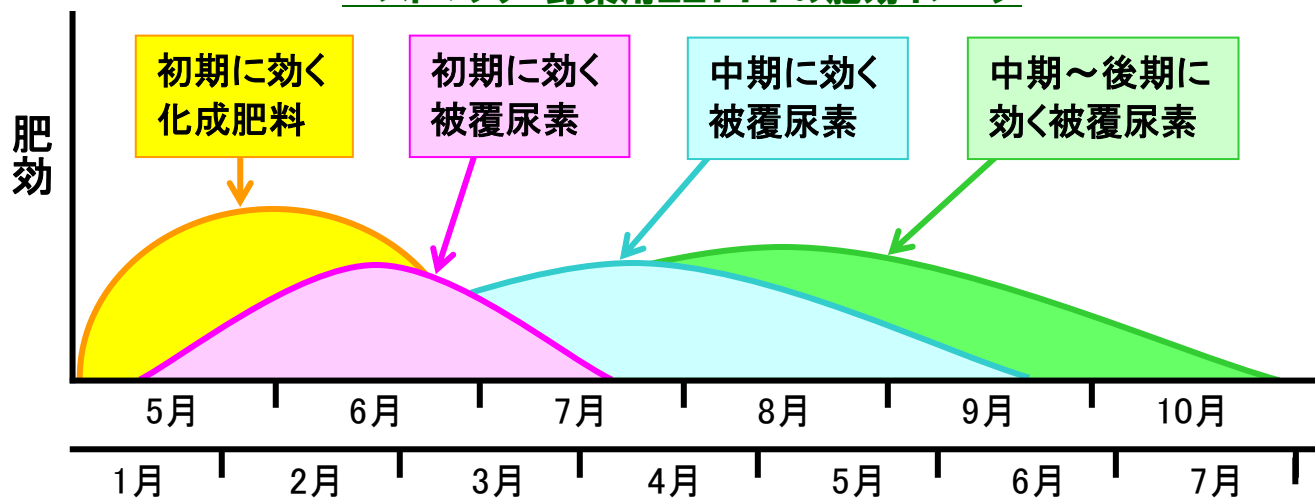 初期に効く
化成肥料
初期に効く
被覆尿素
中期に効く
被覆尿素
中期～後期に
効く被覆尿素
肥効
5月 6月 7月 8月 9月 10月
1月 2月 3月 4月 5月 6月 7月